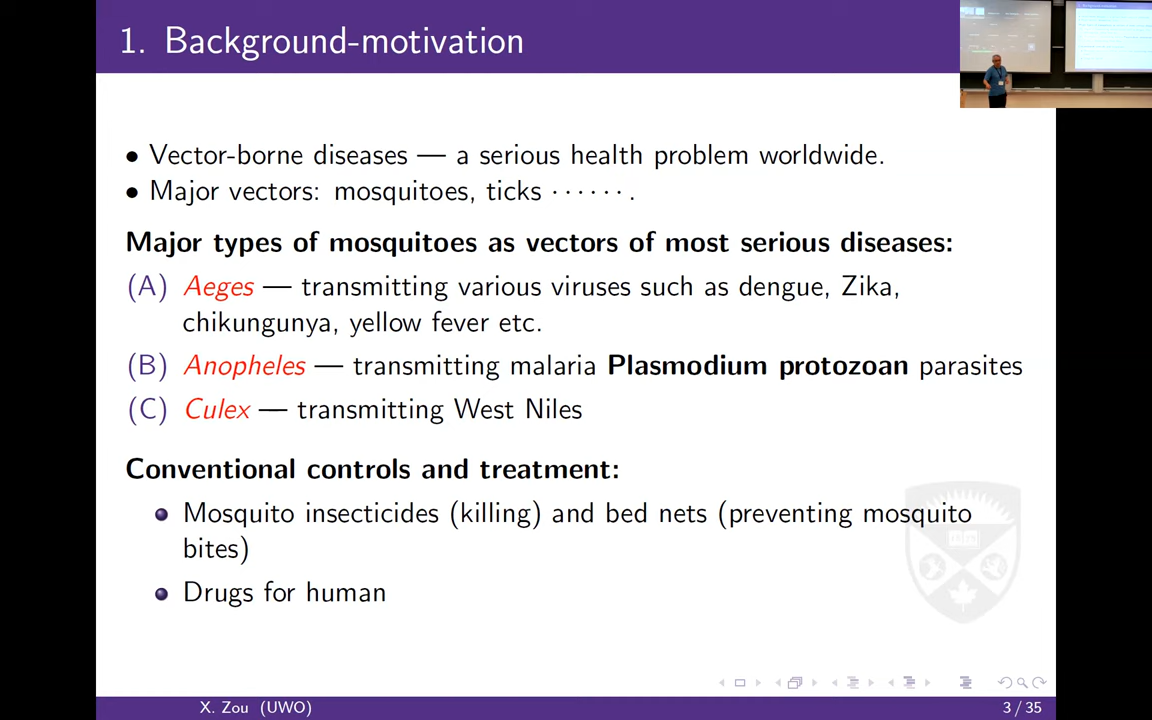 1. Background-motivation
• Vector-borne diseases — a serious health problem worldwide.
• Major vectors: mosquitoes, ticks ⋯⋯.
Major types of mosquitoes as vectors of most serious diseases:
(A) Aeges — transmitting various viruses such as dengue, Zika,
chikungunya, yellow fever etc.
(B) Anopheles — transmitting malaria Plasmodium protozoan parasites
(C) Culex — transmitting West Niles
Conventional controls and treatment:
Mosquito insecticides (killing) and bed nets (preventing mosquito
bites)
Drugs for human
X. Zou (UWO)
3 / 35